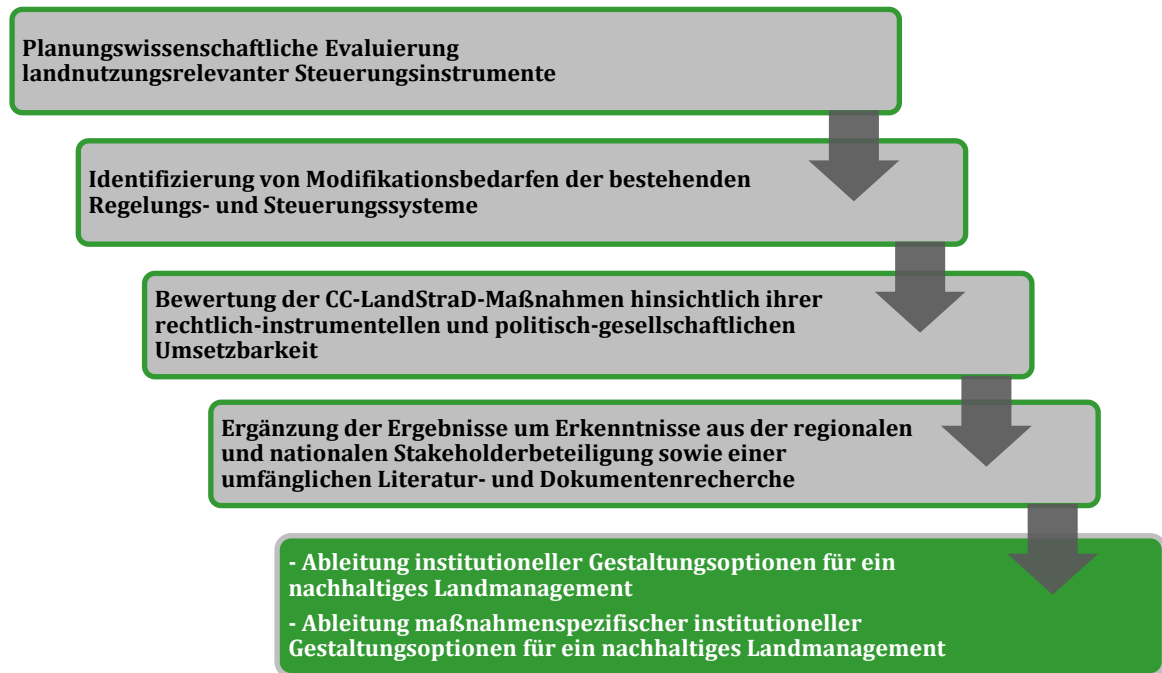 Planungswissenschaftliche Evaluierung
landnutzungsrelevanter Steuerungsinstrumente
Identifizierung von Modifikationsbedarfen der bestehenden
Regelungs- und Steuerungssysteme
Bewertung der CC-LandStraD-Maßnahmen hinsichtlich ihrer
rechtlich-instrumentellen und politisch-gesellschaftlichen
Umsetzbarkeit
Ergänzung der Ergebnisse um Erkenntnisse aus der regionalen
und nationalen Stakeholderbeteiligung sowie einer
umfänglichen Literatur- und Dokumentenrecherche
- Ableitung institutioneller Gestaltungsoptionen für ein
nachhaltiges Landmanagement
- Ableitung maßnahmenspezifischer institutioneller
Gestaltungsoptionen für ein nachhaltiges Landmanagement